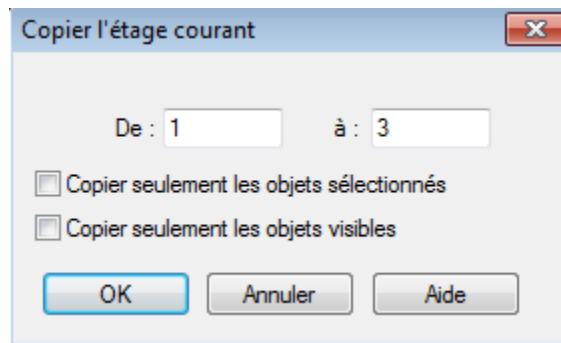 Copier l'étage courant
De : 1 à : 3
Copier seulement les objets sélectionnés
Copier seulement les objets visibles
OK Annuler Aide